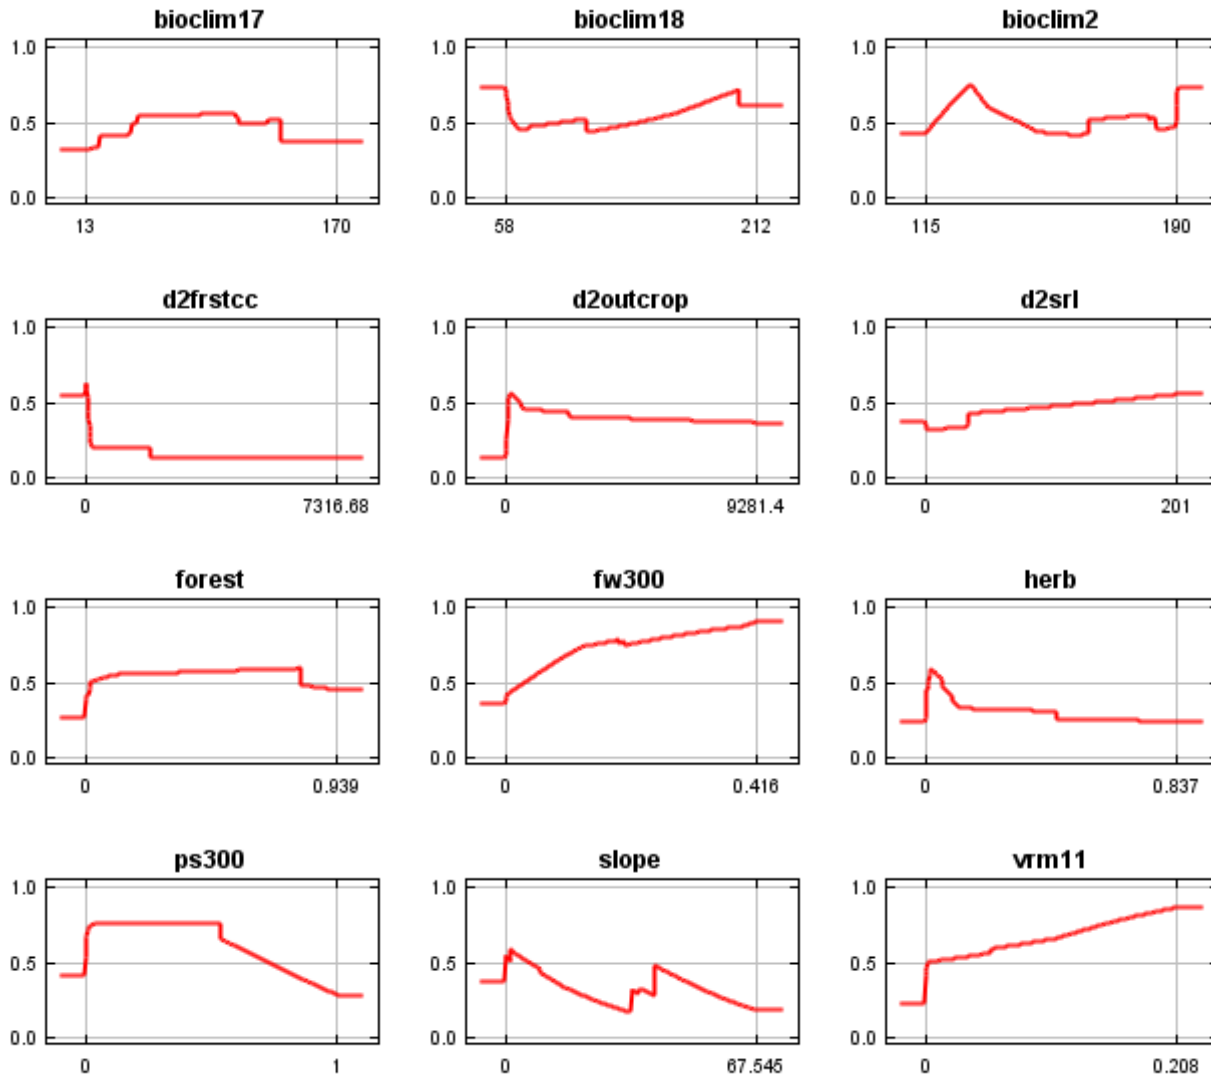 bioclim17 bioclim18 bioclim2
1.0 1.0 1.0
0.5 0.5 0.5
0.0 0.0 0.0
13 170 58 212 115 190
d2frstcc d2outcrop d2srl
1.0 1.0 1.0
0.5 0.5 0.5
0.0 0.0 0.0
0 7316.68 0 9281.4 0 201
forest fw300 herb
1.0 1.0 1.0
0.5 0.5 0.5
0.0 0.0 0.0
0 0.939 0 0.416 0 0.837
ps300 slope vrm11
1.0 1.0 1.0
0.5 0.5 0.5
0.0 0.0 0.0
0 1 0 67.545 0 0.208